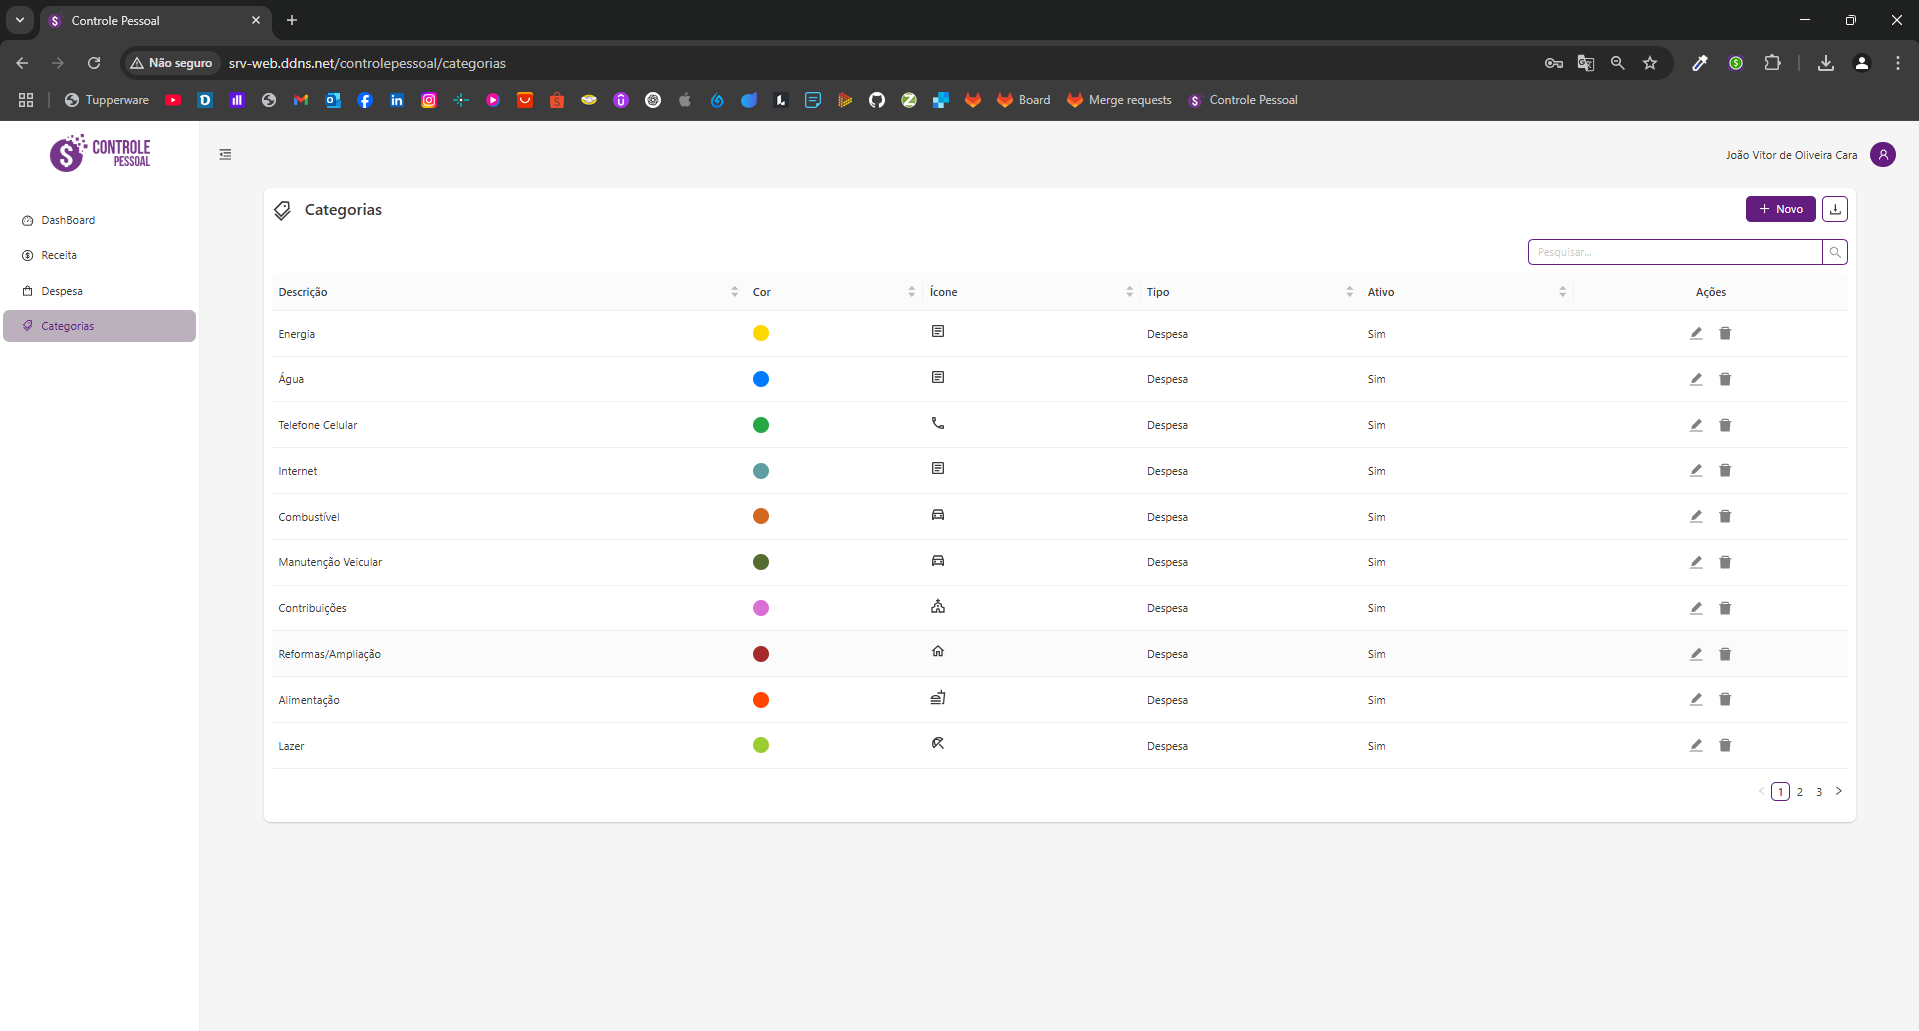 Controle Pessoal
Não seguro
srv-web.ddns.net/controlepessoal/categorias
Tupperware
Board
Merge requests
Controle Pessoal
CONTROLE
PESSOAL
João Vitor de Oliveira Cara
DashBoard
Receita
Despesa
Categorias
Categorias
Novo
Pesquisar...
Descrição Cor Ícone Tipo Ativo Ações
Energia Despesa Sim
Água Despesa Sim
Telefone Celular Despesa Sim
Internet Despesa Sim
Combustível Despesa Sim
Manutenção Veicular Despesa Sim
Contribuições Despesa Sim
Reformas/Ampliação Despesa Sim
Alimentação Despesa Sim
Lazer Despesa Sim
1 2 3